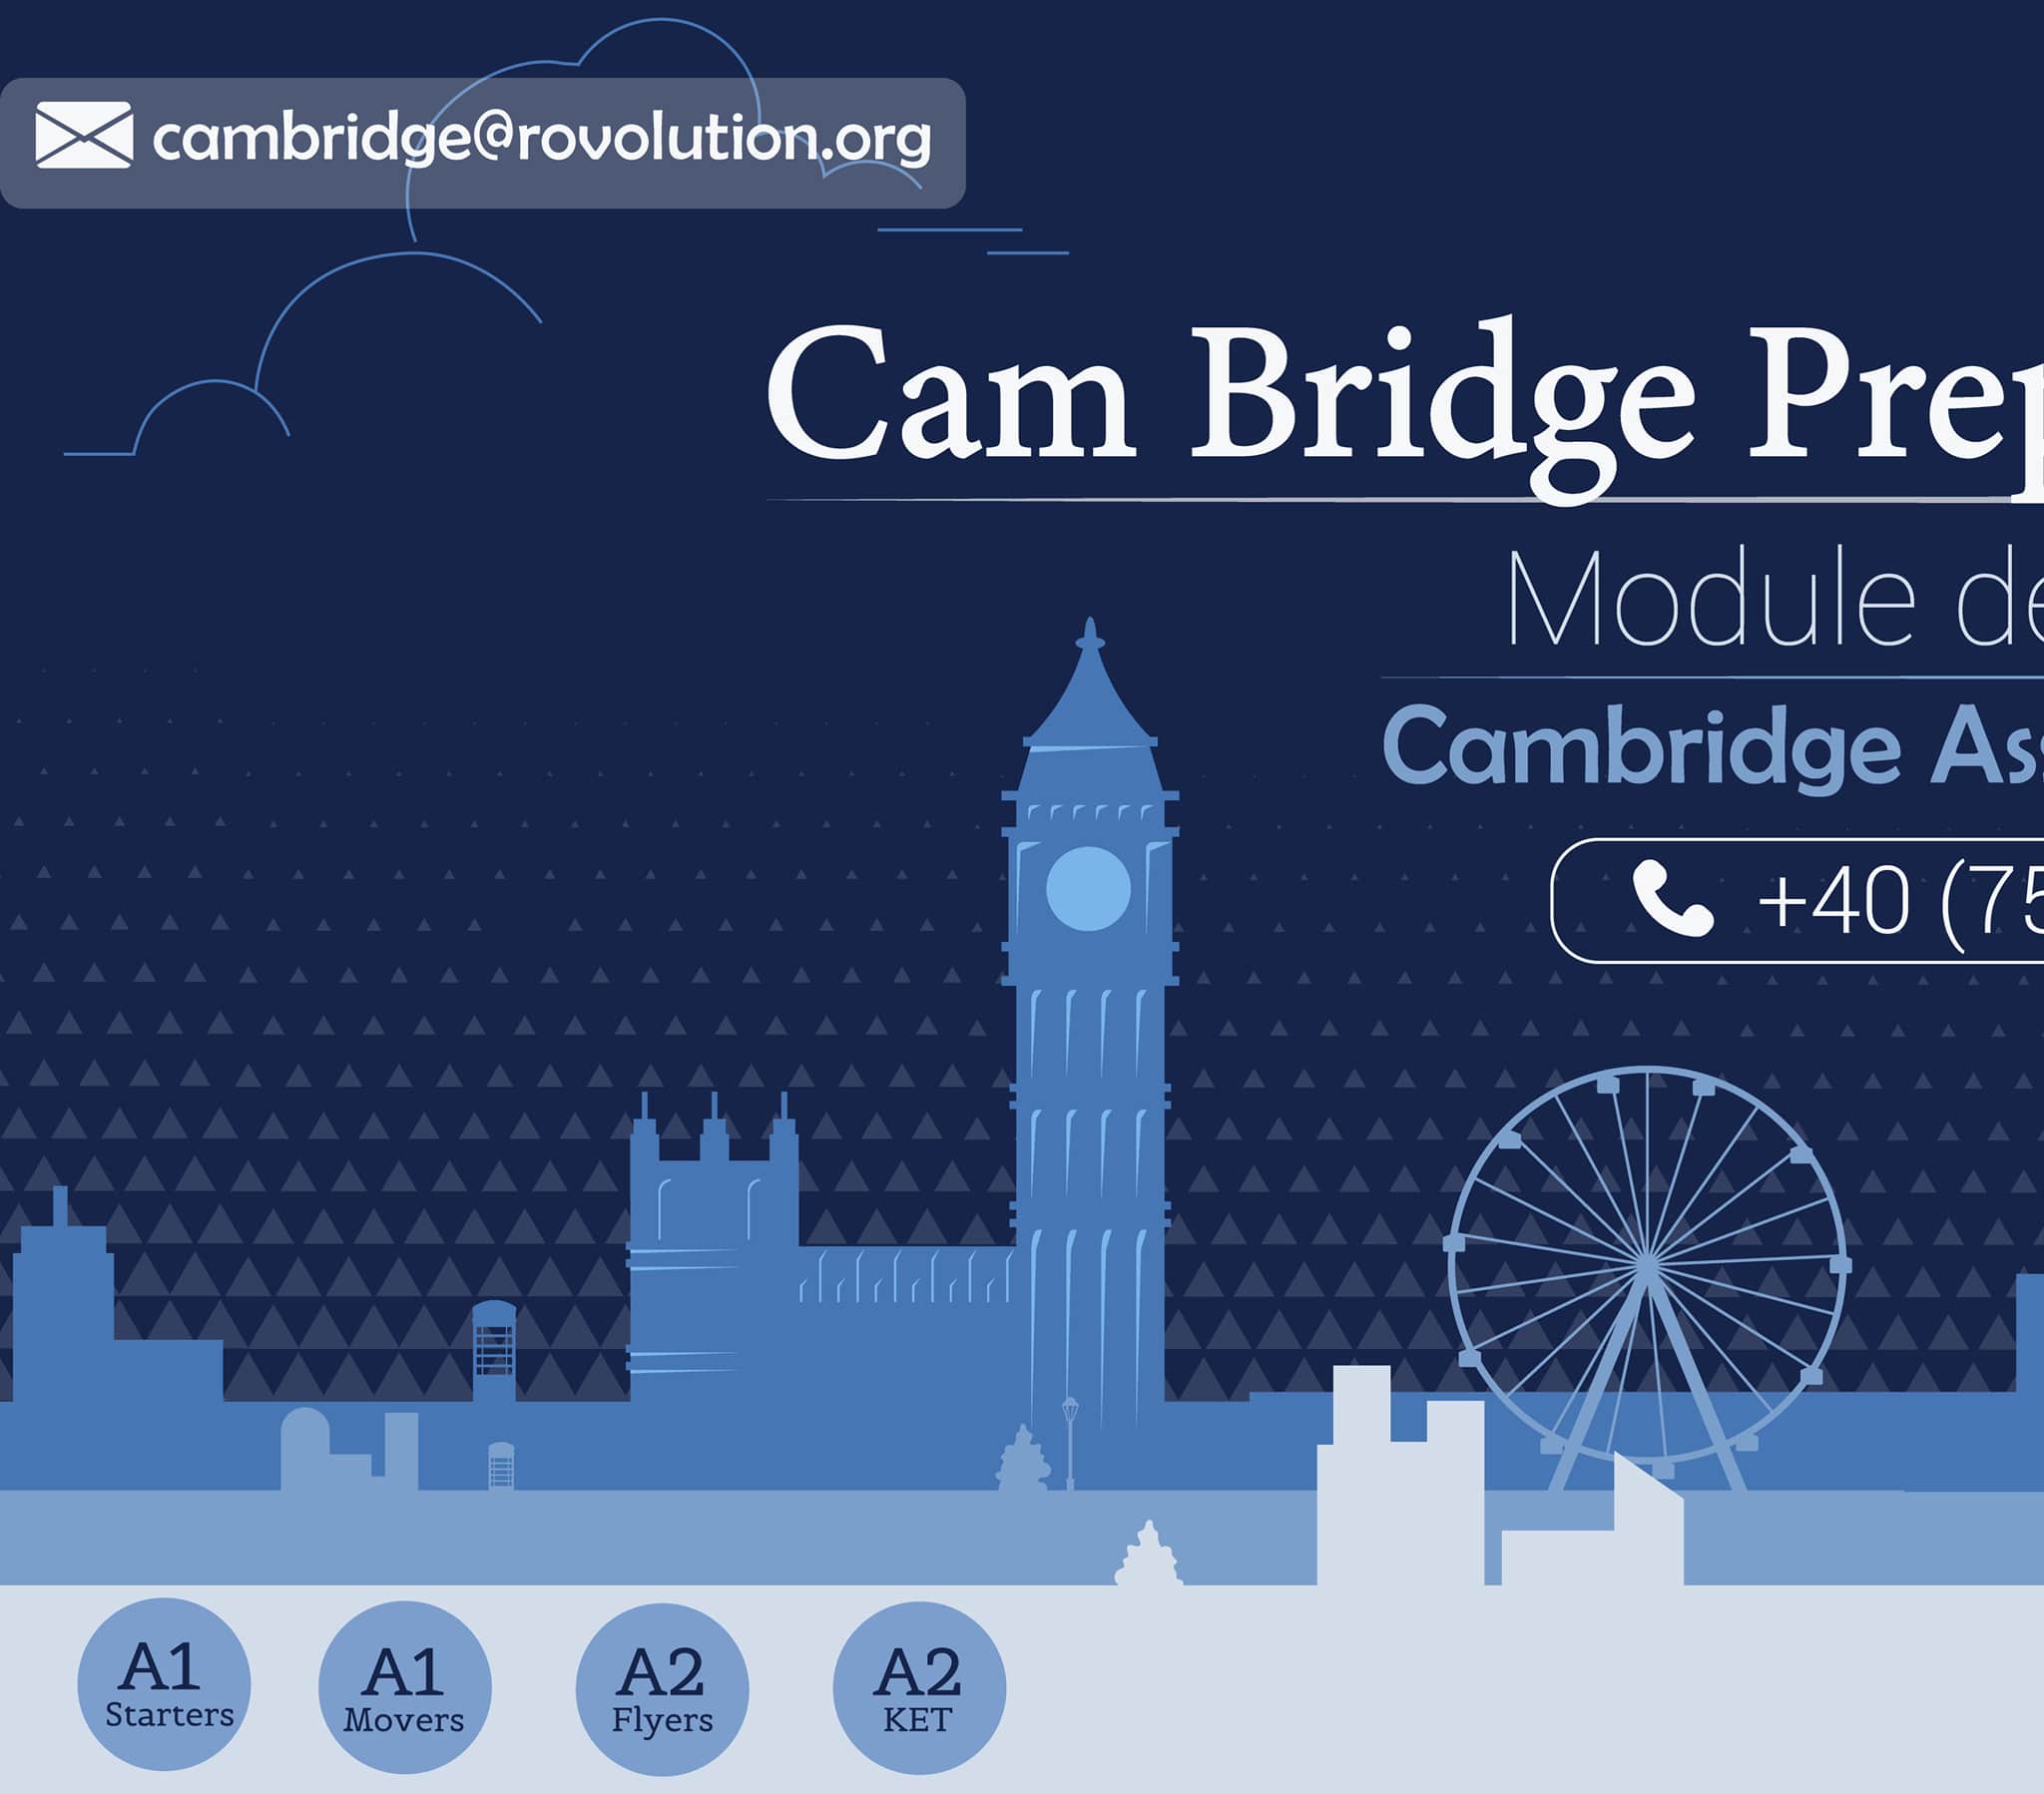 cambridge@rovolution.org
Cam Bridge Prep
Module de
Cambridge Ass
+40 (75
A1
Starters
A1
Movers
A2
Flyers
A2
KET